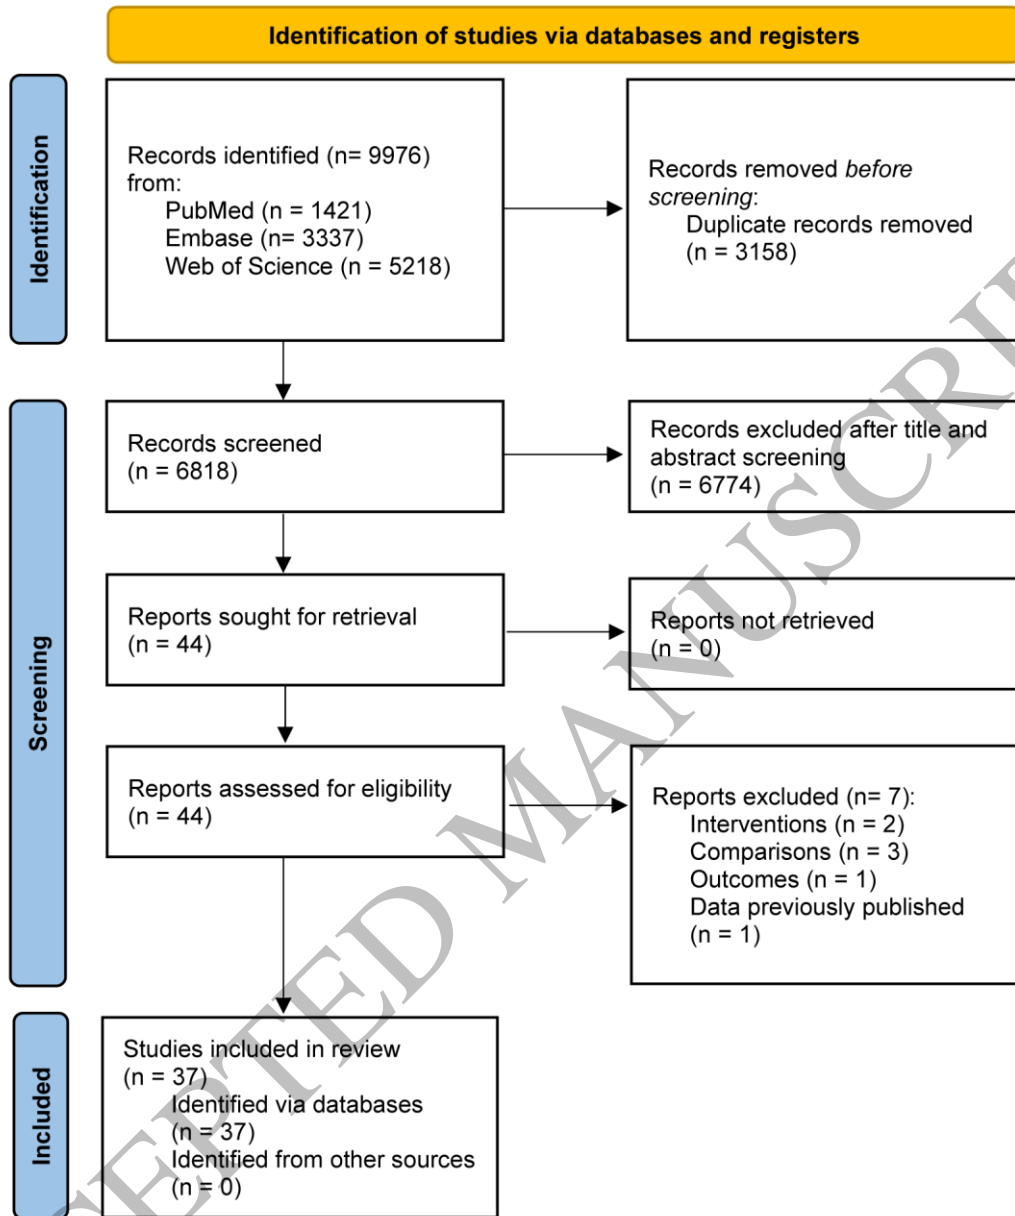 Identification of studies via databases and registers
Identification
Records identified (n= 9976)
from:
PubMed (n = 1421)
Embase (n= 3337)
Web of Science (n = 5218)
Records removed before
screening:
Duplicate records removed
(n = 3158)
Screening
Records screened
(n = 6818)
Records excluded after title and
abstract screening
(n = 6774)
Reports sought for retrieval
(n = 44)
Reports not retrieved
(n = 0)
Reports assessed for eligibility
(n = 44)
Reports excluded (n= 7):
Interventions (n = 2)
Comparisons (n = 3)
Outcomes (n = 1)
Data previously published
(n = 1)
Included
Studies included in review
(n = 37)
Identified via databases
(n = 37)
Identified from other sources
(n = 0)
CEPTED MANUSCRI